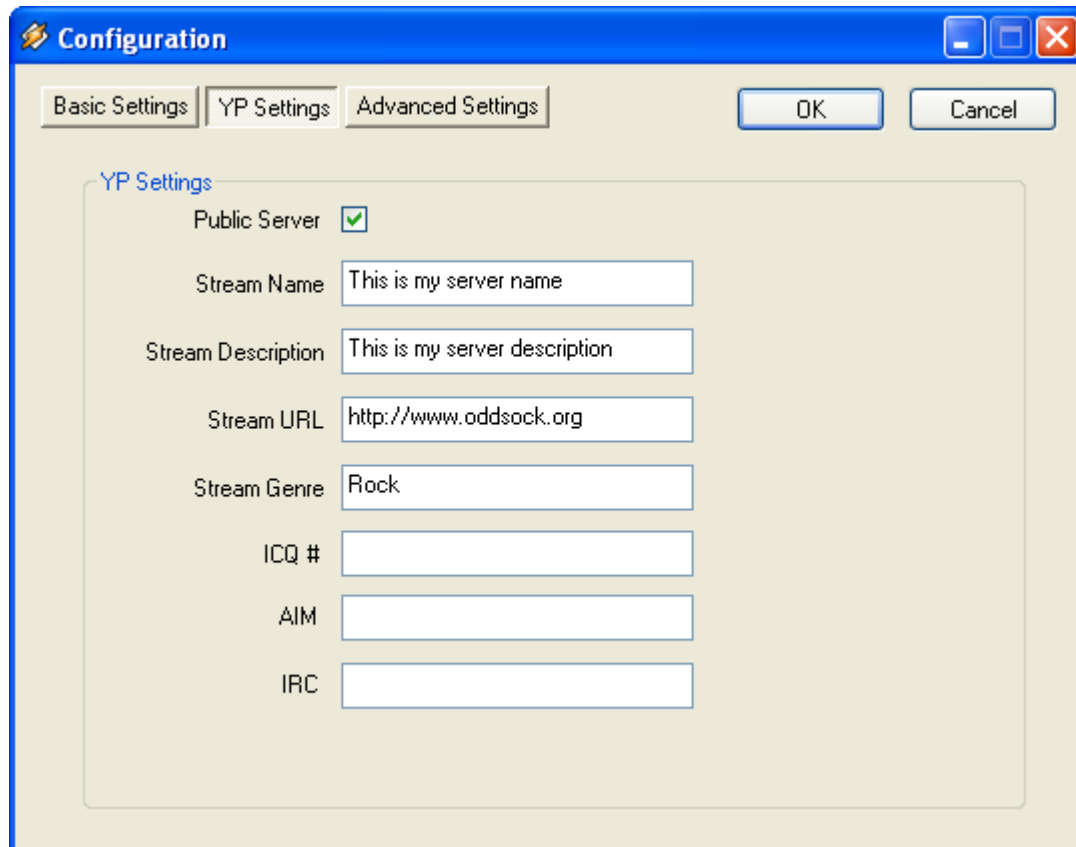 Configuration
Basic Settings YP Settings Advanced Settings OK Cancel
YP Settings
Public Server
Stream Name This is my server name
Stream Description This is my server description
Stream URL http://www.oddsock.org
Stream Genre Rock
ICQ #
AIM
IRC